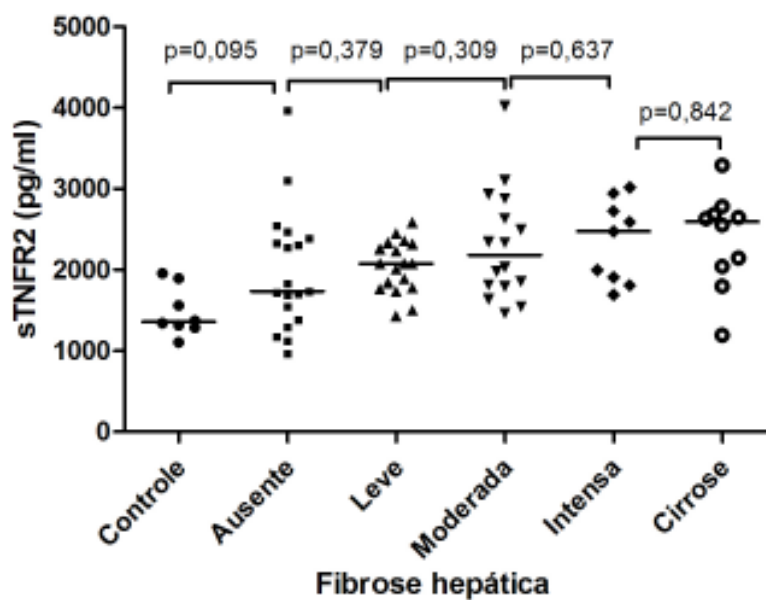 5000
4000
3000
2000
1000
0
sTNFR2 (pg/ml)
p=0,095
p=0,379
p=0,309
p=0,637
p=0,842
Controle
Ausente
Leve
Moderada
Intensa
Cirrose
Fibrose hepática